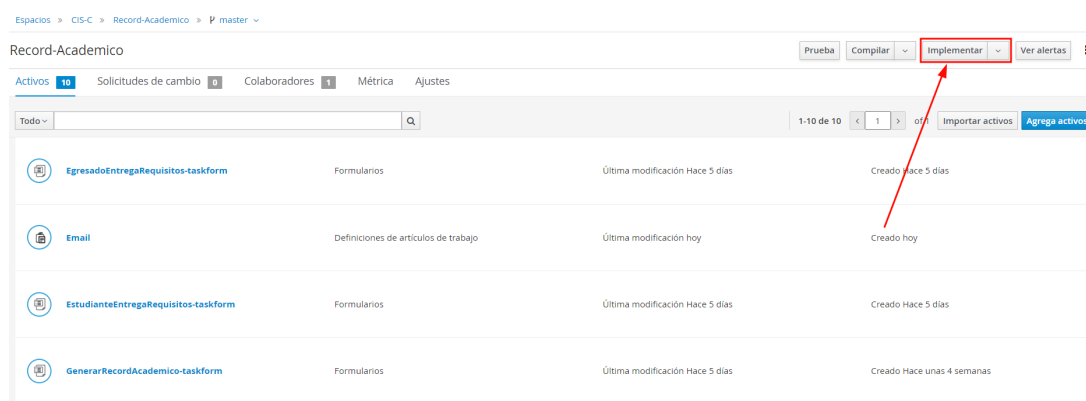 Espacios » CIS-C » Record-Academico » master
Record-Academico
Prueba Compilar Implementar Ver alertas
Activos 10 Solicitudes de cambio 0 Colaboradores 1 Métrica Ajustes
Todo 1-10 de 10 < 1 > of 1 Importar activos Agrega activos
EgresadoEntregaRequisitos-taskform Formularios Última modificación Hace 5 días Creado Hace 5 días
Email Definiciones de artículos de trabajo Última modificación hoy Creado hoy
EstudianteEntregaRequisitos-taskform Formularios Última modificación Hace 5 días Creado Hace 5 días
GenerarRecordAcademico-taskform Formularios Última modificación Hace 5 días Creado Hace unas 4 semanas